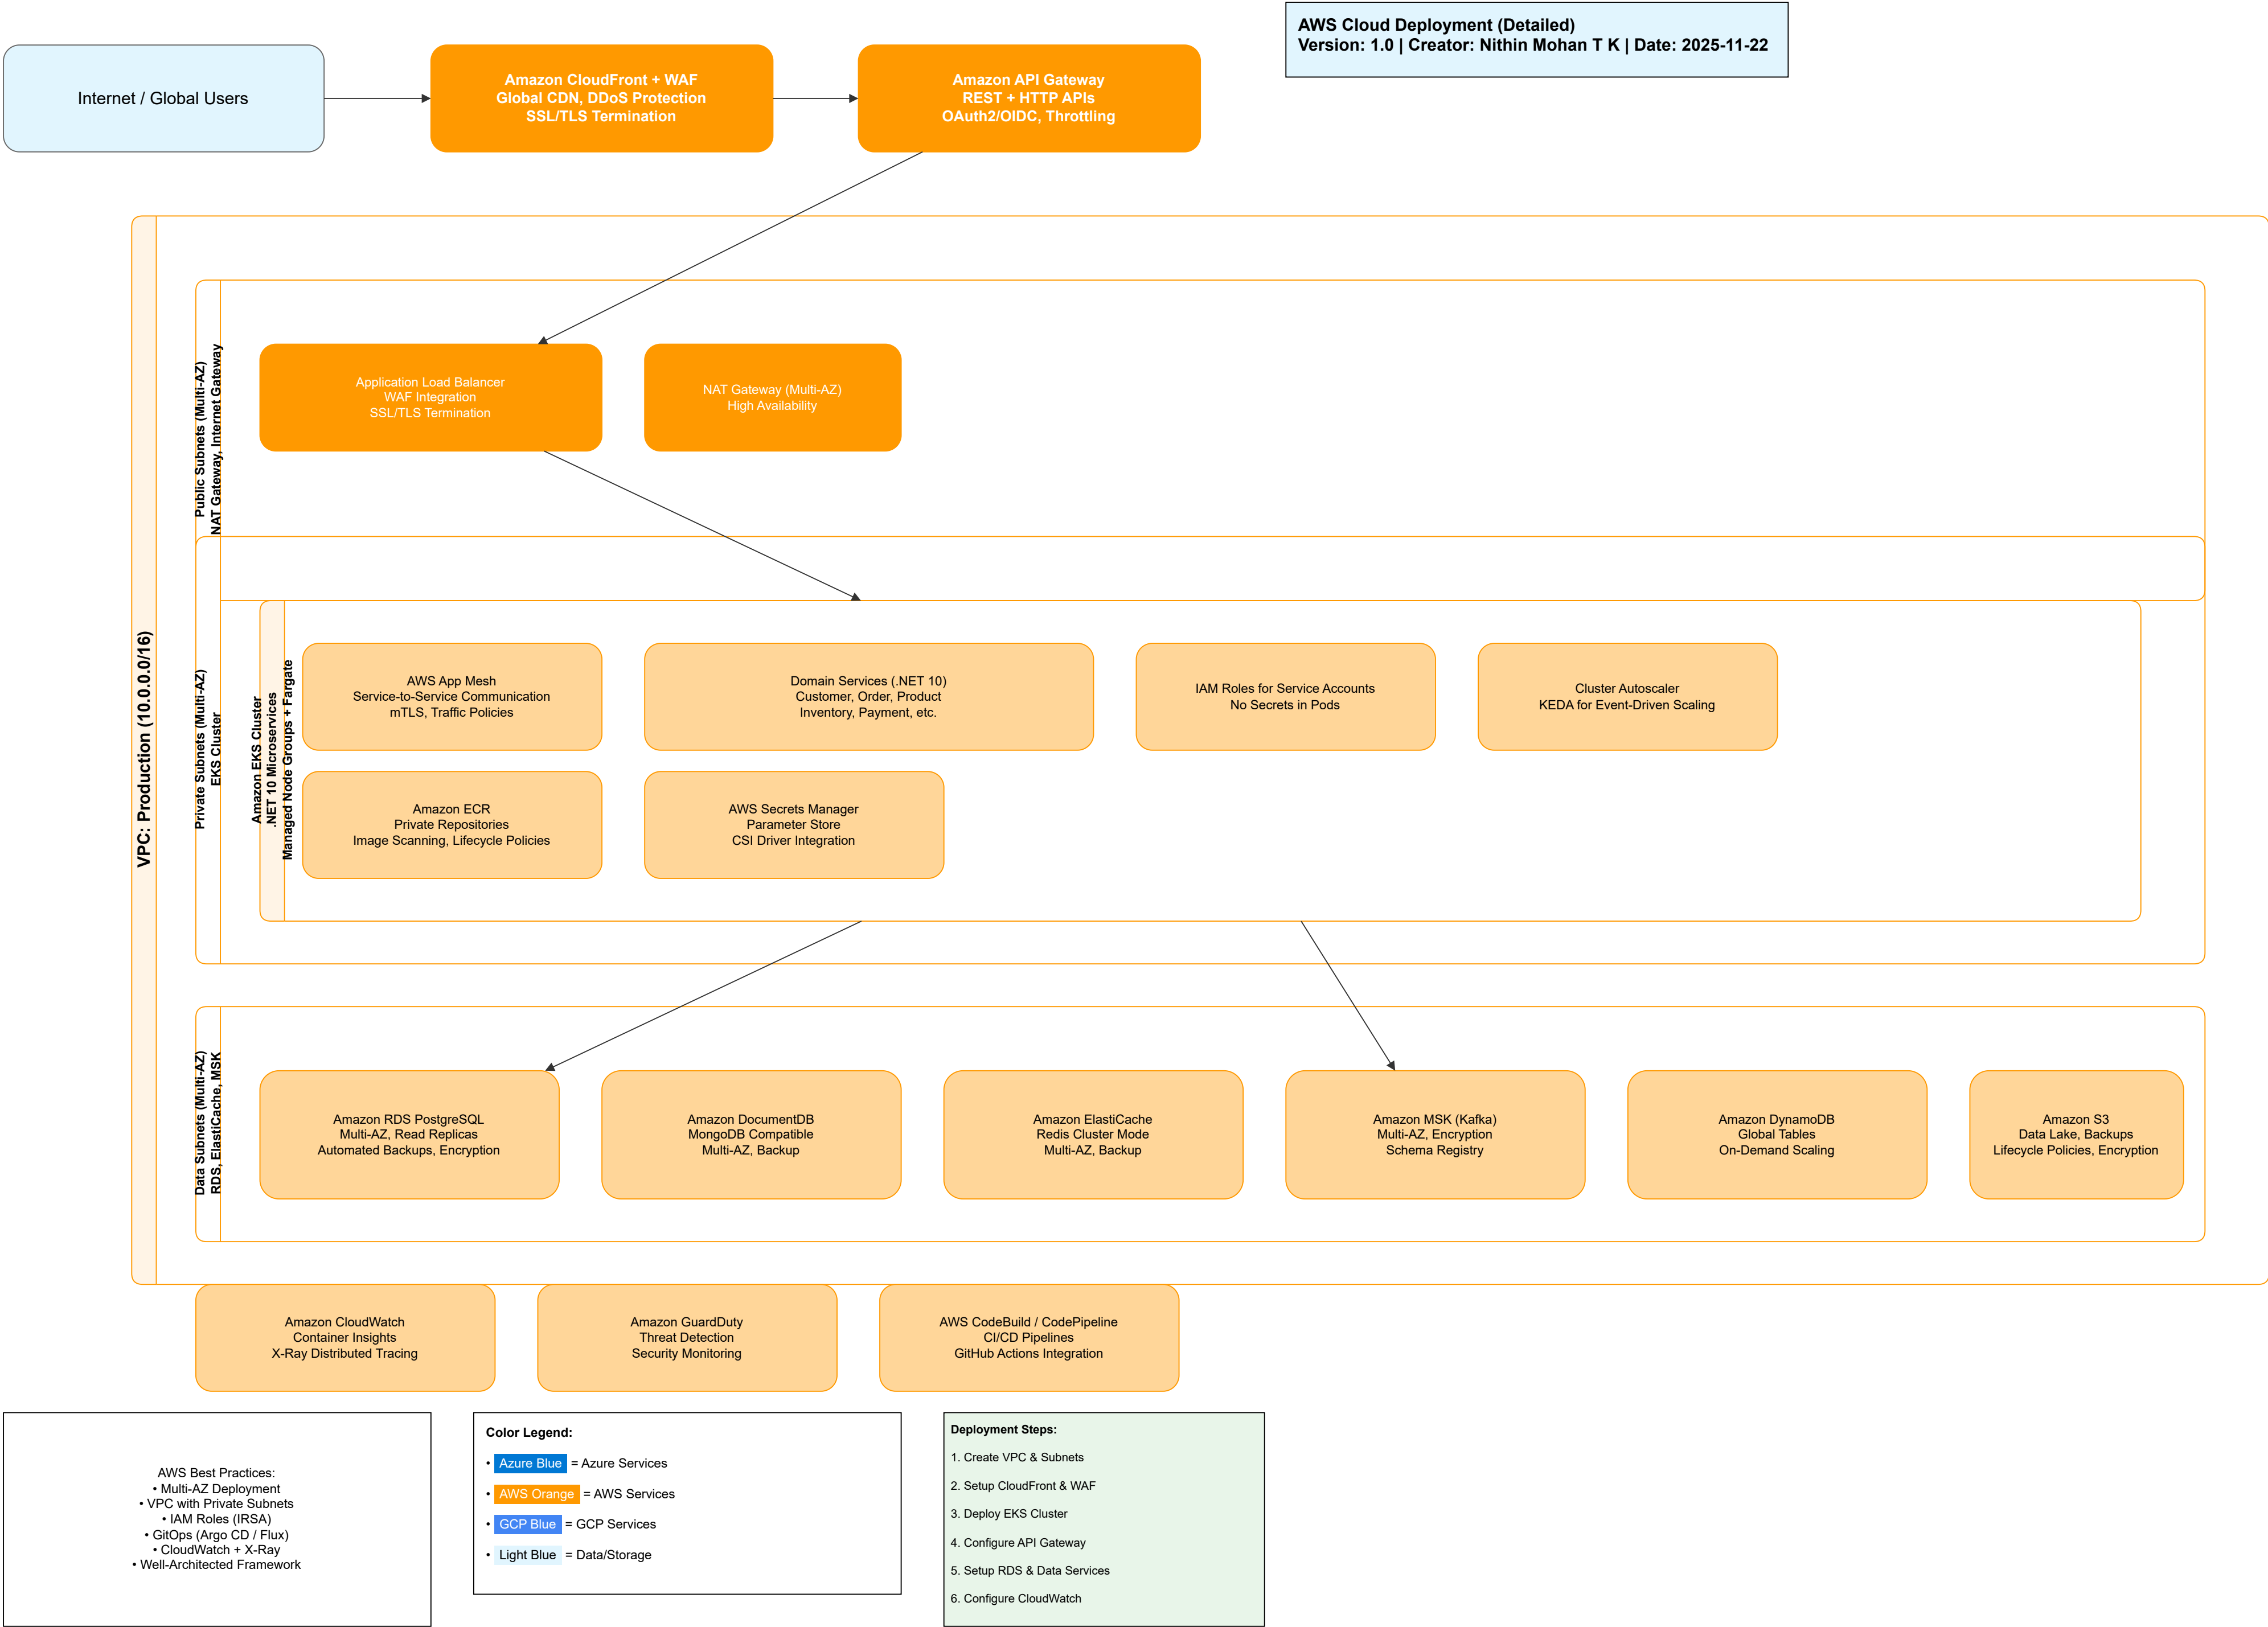 AWS Cloud Deployment (Detailed)
Version: 1.0 | Creator: Nithin Mohan T K | Date: 2025-11-22
Internet / Global Users
Amazon CloudFront + WAF
Global CDN, DDoS Protection
SSL/TLS Termination
Amazon API Gateway
REST + HTTP APIs
OAuth2/OIDC, Throttling
VPC: Production (10.0.0.0/16)
Public Subnets (Multi-AZ)
NAT Gateway, Internet Gateway
Application Load Balancer
WAF Integration
SSL/TLS Termination
NAT Gateway (Multi-AZ)
High Availability
Private Subnets (Multi-AZ)
EKS Cluster
Amazon EKS Cluster
.NET 10 Microservices
Managed Node Groups + Fargate
AWS App Mesh
Service-to-Service Communication
mTLS, Traffic Policies
Domain Services (.NET 10)
Customer, Order, Product
Inventory, Payment, etc.
IAM Roles for Service Accounts
No Secrets in Pods
Cluster Autoscaler
KEDA for Event-Driven Scaling
Amazon ECR
Private Repositories
Image Scanning, Lifecycle Policies
AWS Secrets Manager
Parameter Store
CSI Driver Integration
Data Subnets (Multi-AZ)
RDS, ElastiCache, MSK
Amazon RDS PostgreSQL
Multi-AZ, Read Replicas
Automated Backups, Encryption
Amazon DocumentDB
MongoDB Compatible
Multi-AZ, Backup
Amazon ElastiCache
Redis Cluster Mode
Multi-AZ, Backup
Amazon MSK (Kafka)
Multi-AZ, Encryption
Schema Registry
Amazon DynamoDB
Global Tables
On-Demand Scaling
Amazon S3
Data Lake, Backups
Lifecycle Policies, Encryption
Amazon CloudWatch
Container Insights
X-Ray Distributed Tracing
Amazon GuardDuty
Threat Detection
Security Monitoring
AWS CodeBuild / CodePipeline
CI/CD Pipelines
GitHub Actions Integration
AWS Best Practices:
• Multi-AZ Deployment
• VPC with Private Subnets
• IAM Roles (IRSA)
• GitOps (Argo CD / Flux)
• CloudWatch + X-Ray
• Well-Architected Framework
Color Legend:
• Azure Blue = Azure Services
• AWS Orange = AWS Services
• GCP Blue = GCP Services
• Light Blue = Data/Storage
Deployment Steps:
1. Create VPC & Subnets
2. Setup CloudFront & WAF
3. Deploy EKS Cluster
4. Configure API Gateway
5. Setup RDS & Data Services
6. Configure CloudWatch